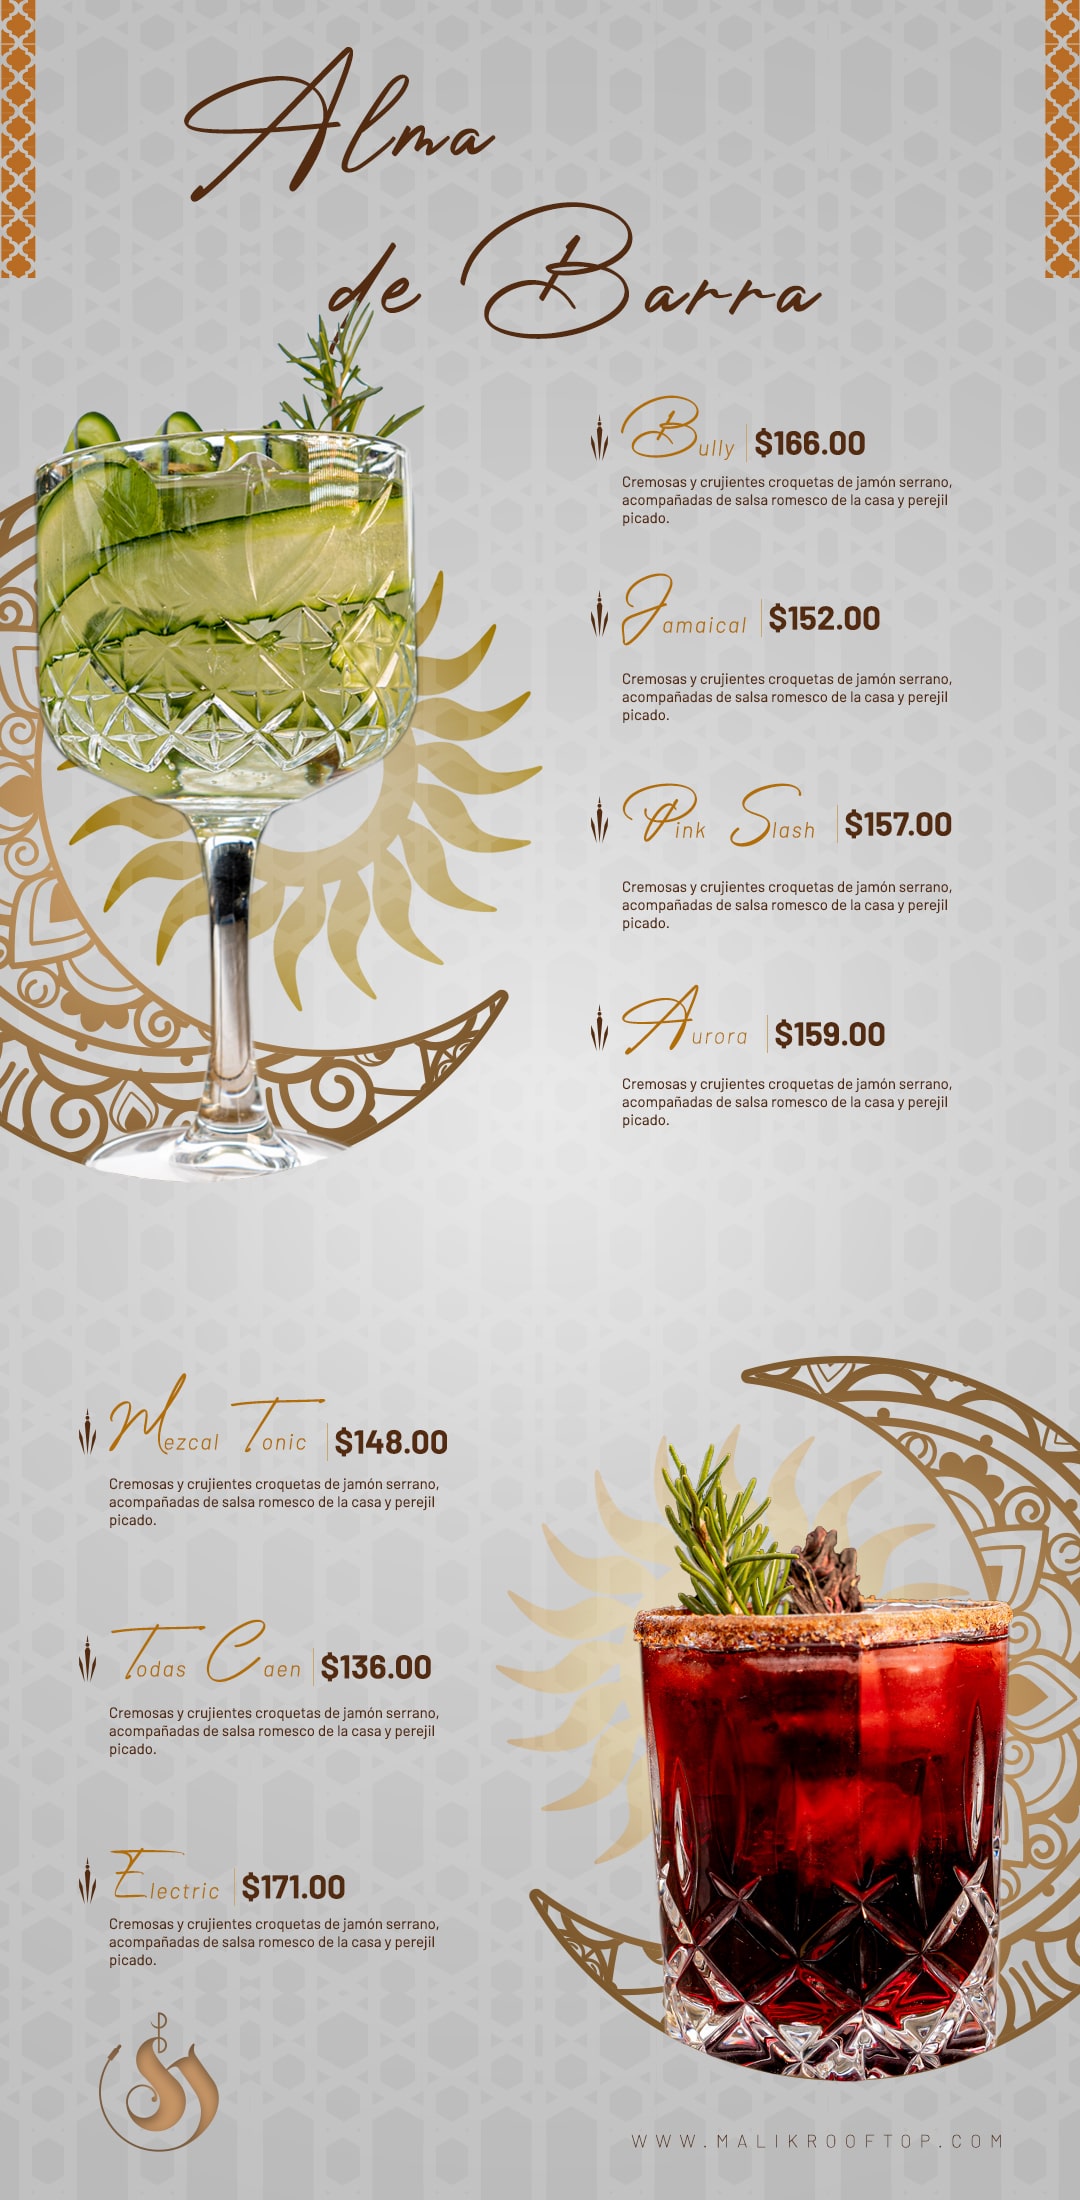 Alma
de Barra
Bully $166.00
Cremosas y crujientes croquetas de jamón serrano,
acompañadas de salsa romesco de la casa y perejil
picado.
Jamaical $152.00
Cremosas y crujientes croquetas de jamón serrano,
acompañadas de salsa romesco de la casa y perejil
picado.
Pink Slash $157.00
Cremosas y crujientes croquetas de jamón serrano,
acompañadas de salsa romesco de la casa y perejil
picado.
Aurora $159.00
Cremosas y crujientes croquetas de jamón serrano,
acompañadas de salsa romesco de la casa y perejil
picado.
Mezcal Tonic $148.00
Cremosas y crujientes croquetas de jamón serrano,
acompañadas de salsa romesco de la casa y perejil
picado.
Todas Caen $136.00
Cremosas y crujientes croquetas de jamón serrano,
acompañadas de salsa romesco de la casa y perejil
picado.
Electric $171.00
Cremosas y crujientes croquetas de jamón serrano,
acompañadas de salsa romesco de la casa y perejil
picado.
WWW.MALIKROOFTOP.COM